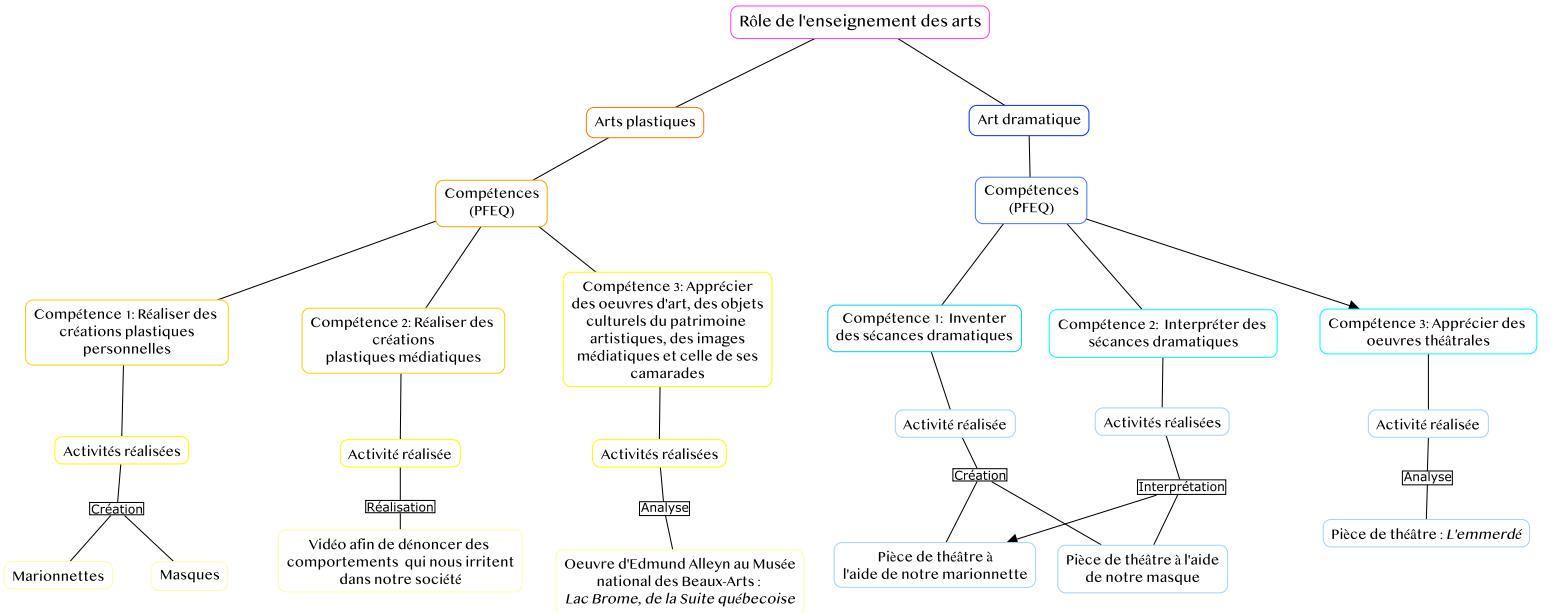 Rôle de l'enseignement des arts
Arts plastiques
Art dramatique
Compétences
(PFEQ)
Compétences
(PFEQ)
Compétence 1: Réaliser des
créations plastiques
personnelles
Compétence 2: Réaliser des
créations
plastiques médiatiques
Compétence 3: Apprécier
des oeuvres d'art, des objets
culturels du patrimoine
artistiques, des images
médiatiques et celle de ses
camarades
Compétence 1: Inventer
des sécances dramatiques
Compétence 2: Interpréter des
sécances dramatiques
Compétence 3: Apprécier des
oeuvres théâtrales
Activités réalisées
Activité réalisée
Activités réalisées
Activité réalisée
Activités réalisées
Activité réalisée
Création
Réalisation
Analyse
Création
Interprétation
Analyse
Marionnettes
Masques
Vidéo afin de dénoncer des
comportements qui nous irritent
dans notre société
Oeuvre d'Edmund Alleyn au Musée
national des Beaux-Arts :
Lac Brome, de la Suite québecoise
Pièce de théâtre à
l'aide de notre marionnette
Pièce de théâtre à l'aide
de notre masque
Pièce de théâtre : L'emmerdé